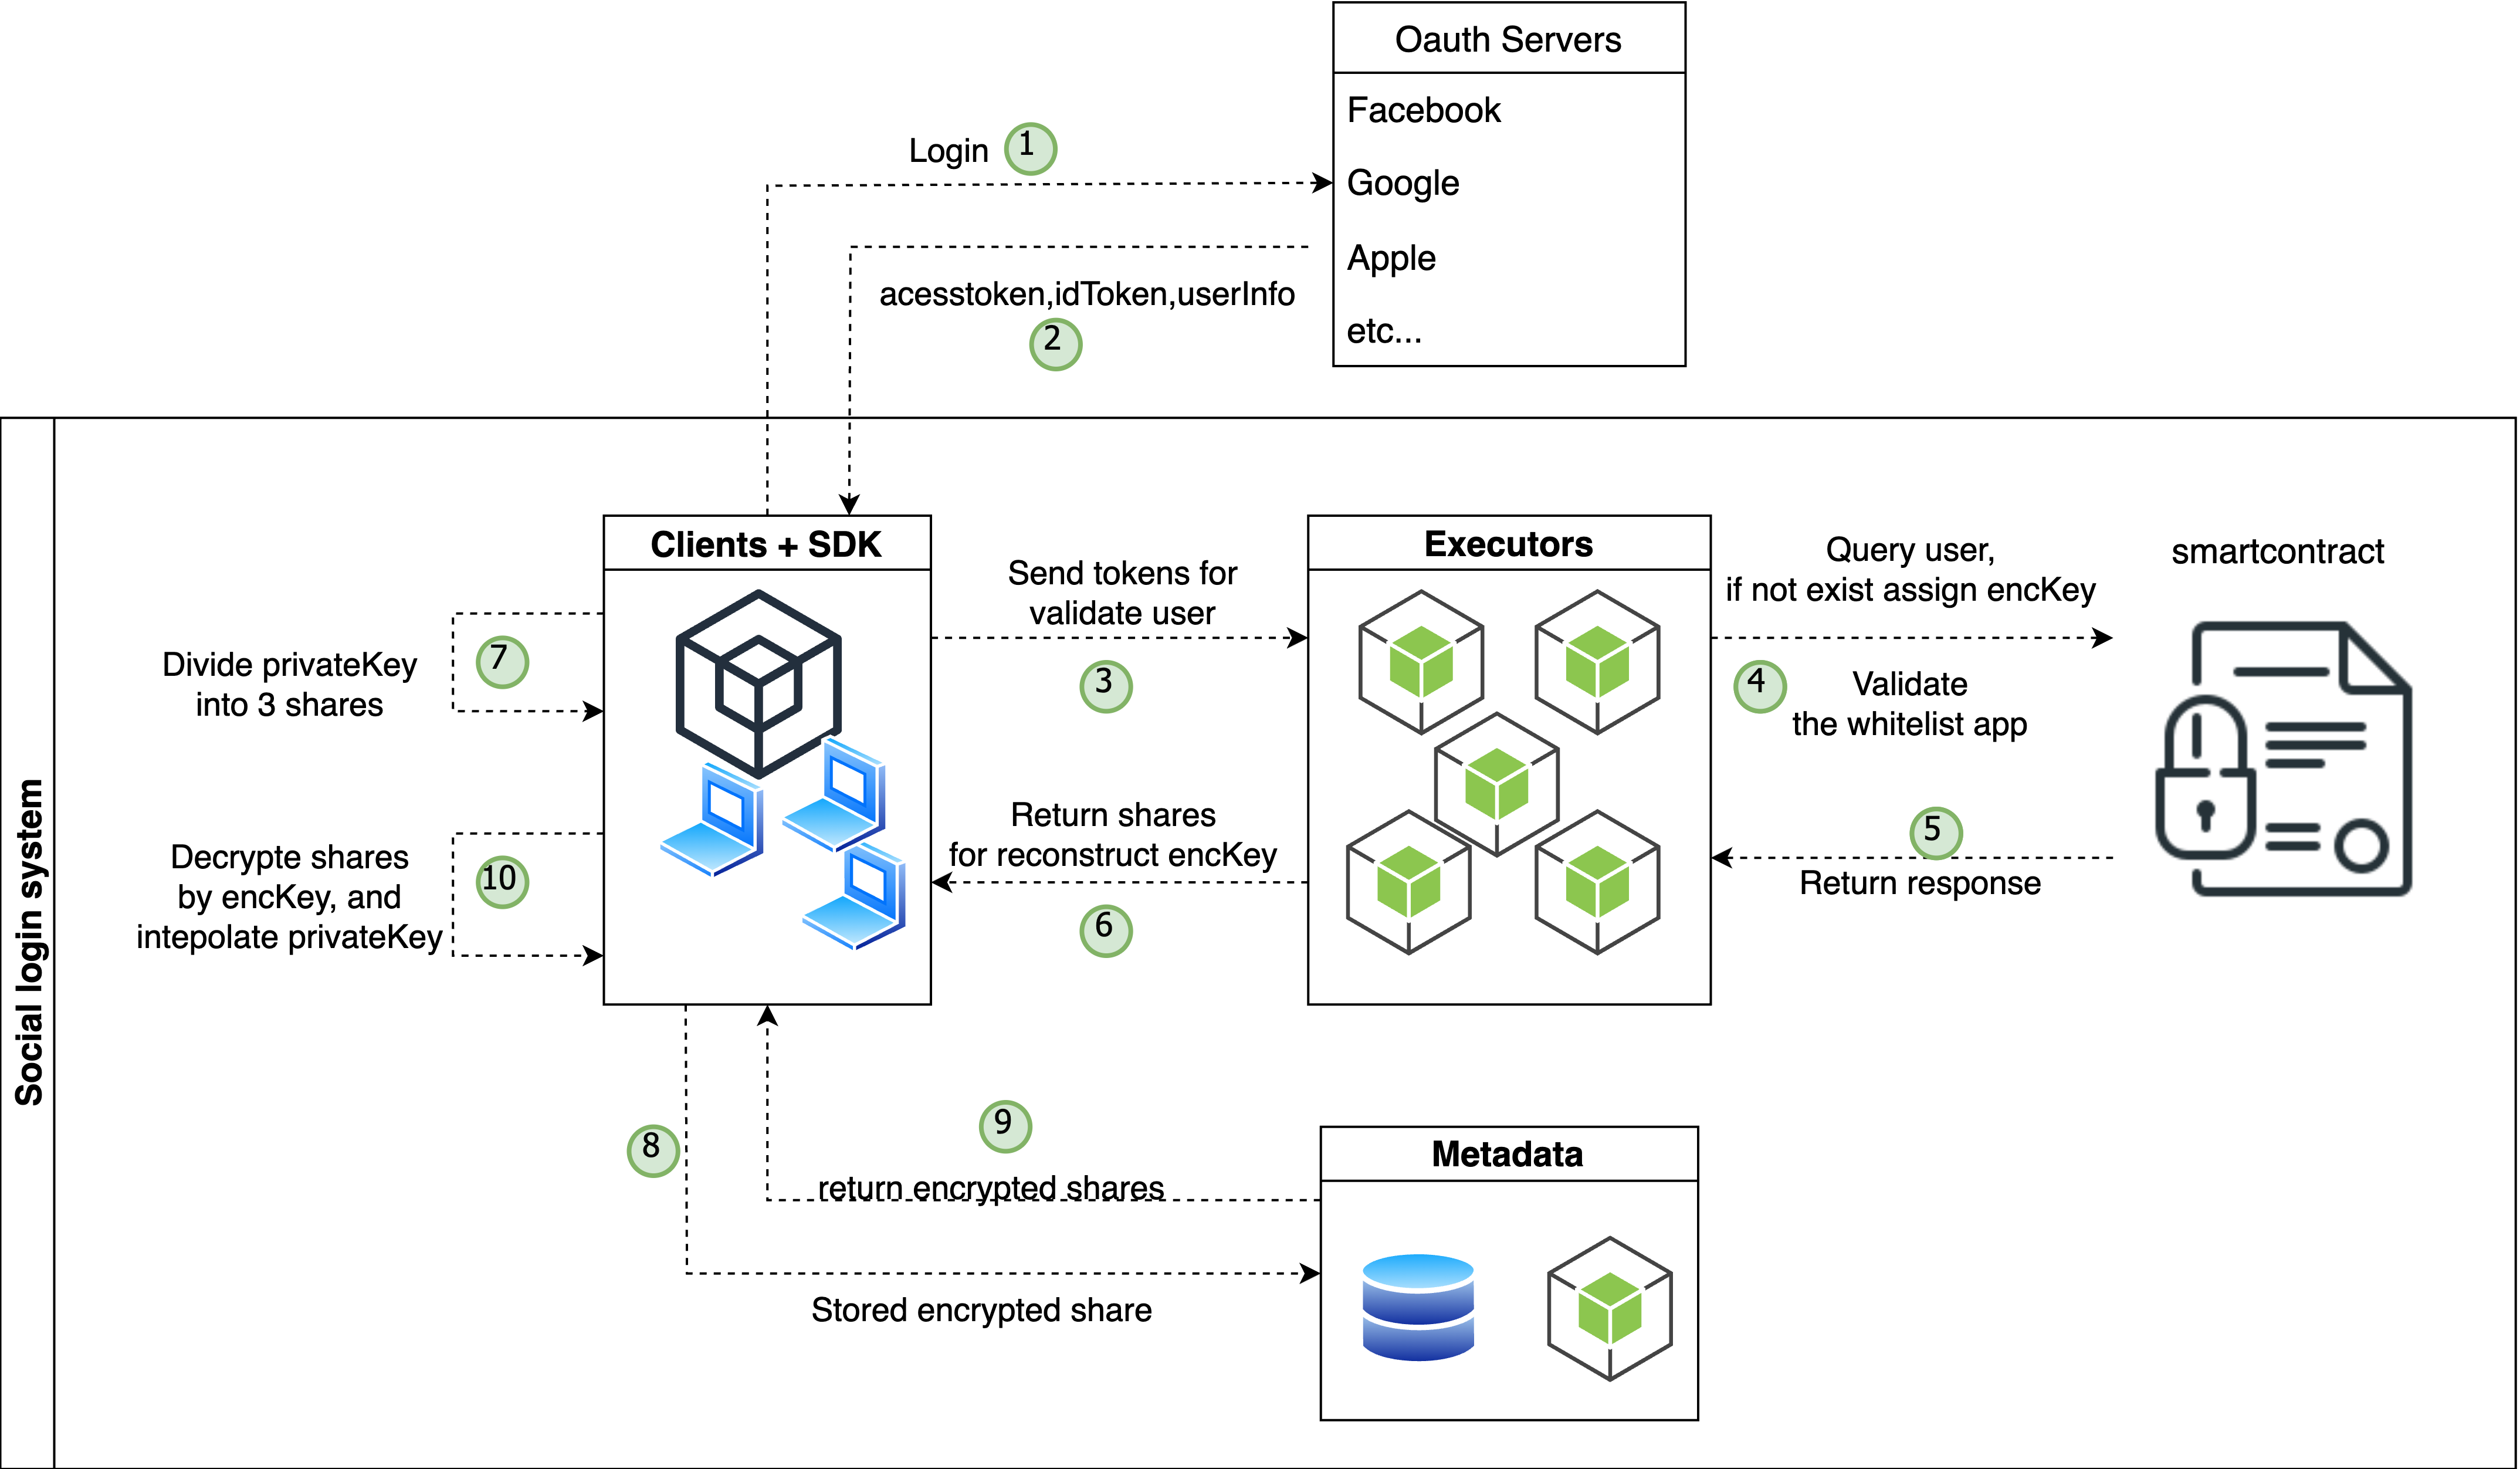 Oauth Servers
Facebook
Google
Apple
etc...
Login
1
acesstoken,idToken,userInfo
2
Social login system
Clients + SDK
Executors
smartcontract
Send tokens for
validate user
3
Query user,
if not exist assign encKey
4
Validate
the whitelist app
5
Return response
Return shares
for reconstruct encKey
6
Divide privateKey
into 3 shares
7
Decrypte shares
by encKey, and
intepolate privateKey
10
8
9
return encrypted shares
Stored encrypted share
Metadata